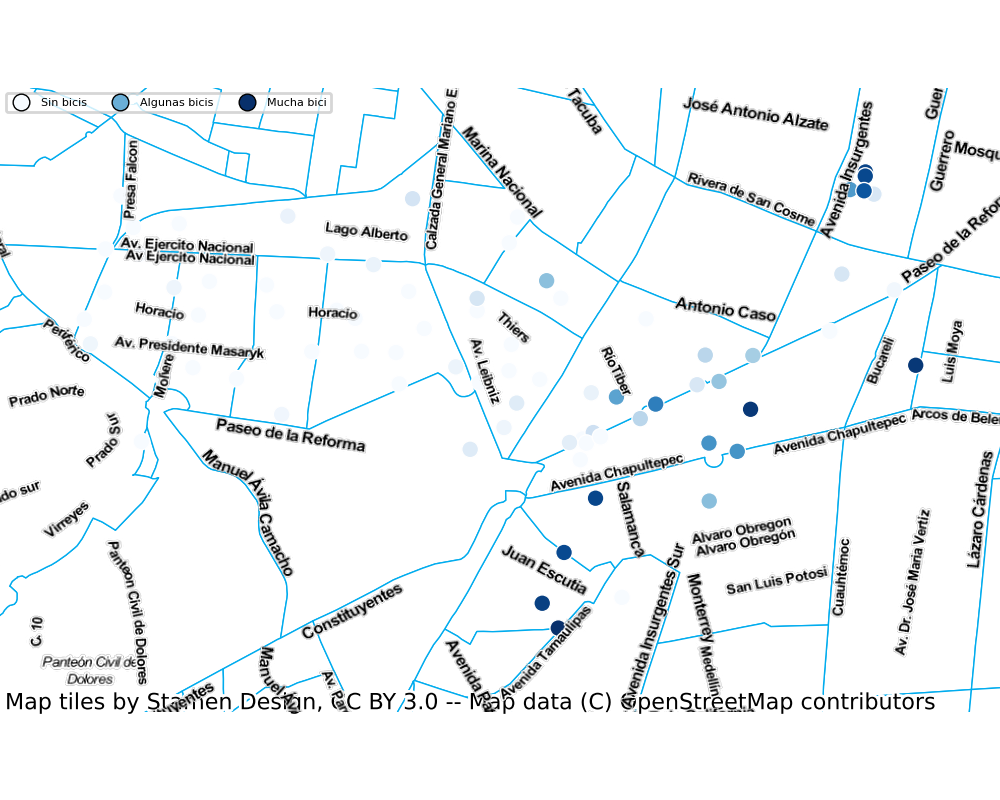 Sin bicis
Algunas bicis
Mucha bici
Tacuba
José Antonio Alzate
Calzada General Mariano E
Marina Nacional
Presa Falcon
Avenida Insurgentes
Guer
Guerrero
Mosqu
Rivera de San Cosme
Paseo de la Refor
Lago Alberto
Av. Ejercito Nacional
Av Ejercito Nacional
Horacio
Horacio
Antonio Caso
Thiers
Periférico
Av. Presidente Masaryk
Moliere
Av. Leibniz
Rio Tiber
Bucareli
Luis Moya
Prado Norte
Prado Sur
Paseo de la Reforma
Arcos de Bele
Avenida Chapultepec
Avenida Chapultepec
Manuel Ávila Camacho
Salamanca
do sur
Virreyes
Lázaro Cárdenas
Alvaro Obregon
Alvaro Obregón
Juan Escutia
San Luis Potosi
Cuauhtémoc
Av. Dr. José Maria Vertiz
Panteon Civil de Dolores
Constituyentes
C. 10
Avenida Tamaulipas
Avenida Insurgentes Sur
Monterrey
Medellín
Panteón Civil de
Dolores
Map tiles by Stamen Design, CC BY 3.0 -- Map data (C) OpenStreetMap contributors